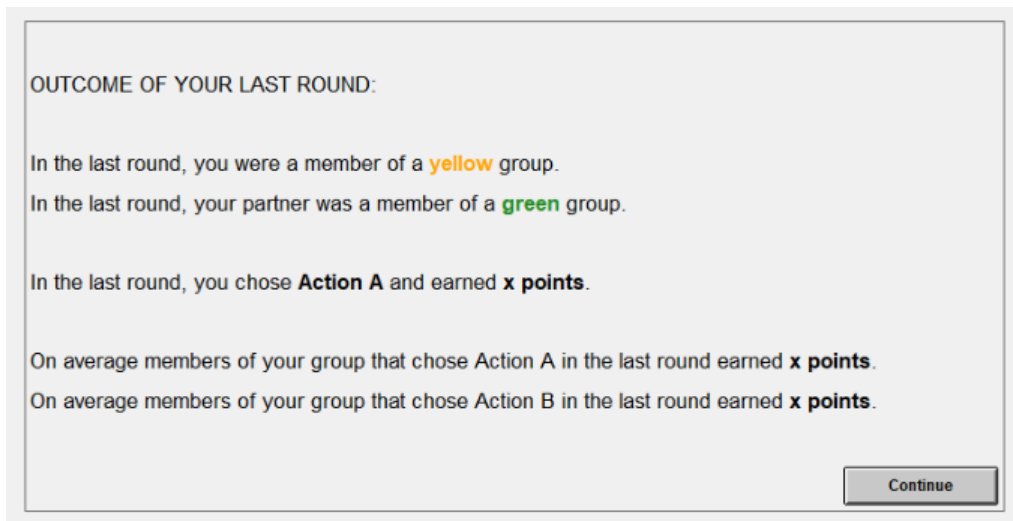 OUTCOME OF YOUR LAST ROUND:
In the last round, you were a member of a yellow group.
In the last round, your partner was a member of a green group.
In the last round, you chose Action A and earned x points.
On average members of your group that chose Action A in the last round earned x points.
On average members of your group that chose Action B in the last round earned x points.
Continue